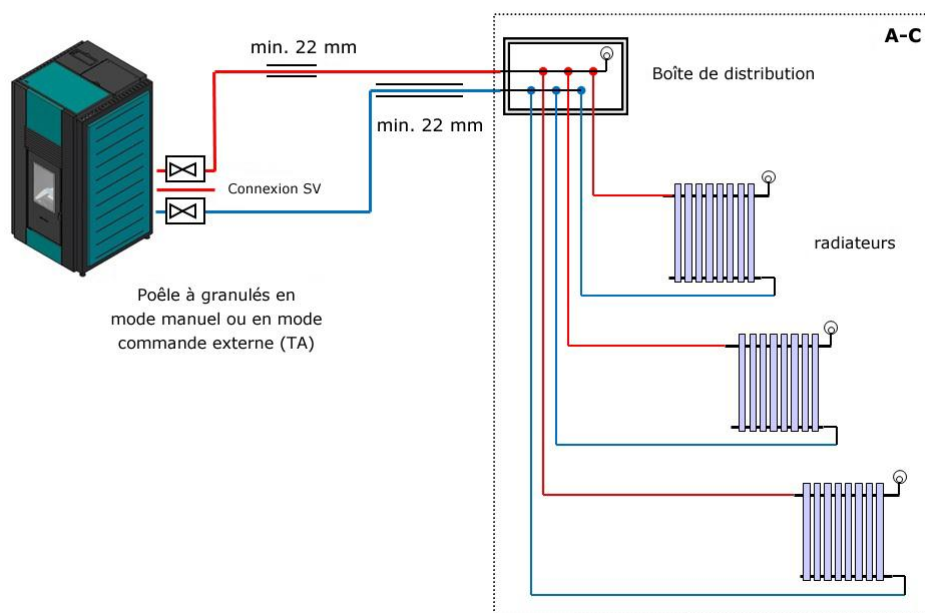 A-C
min. 22 mm
Boîte de distribution
min. 22 mm
Connexion SV
radiateurs
Poêle à granulés en
mode manuel ou en mode
commande externe (TA)